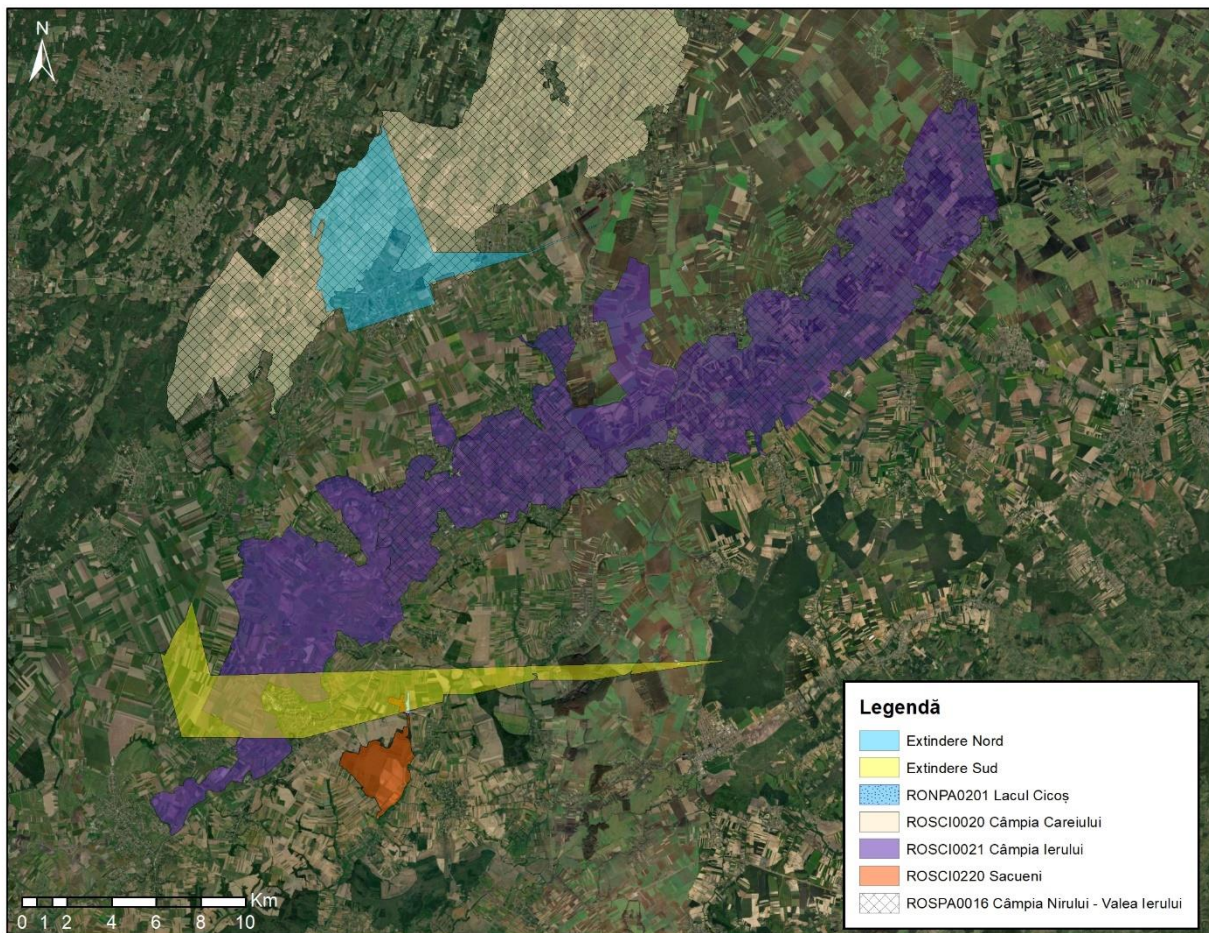 N
Legendă
Extindere Nord
Extindere Sud
RONPA0201 Lacul Cicoș
ROSCI0020 Câmpia Careiului
ROSCI0021 Câmpia Ierului
ROSCI0220 Sacueni
ROSPA0016 Câmpia Nirului - Valea Ierului
Km
0 1 2 4 6 8 10